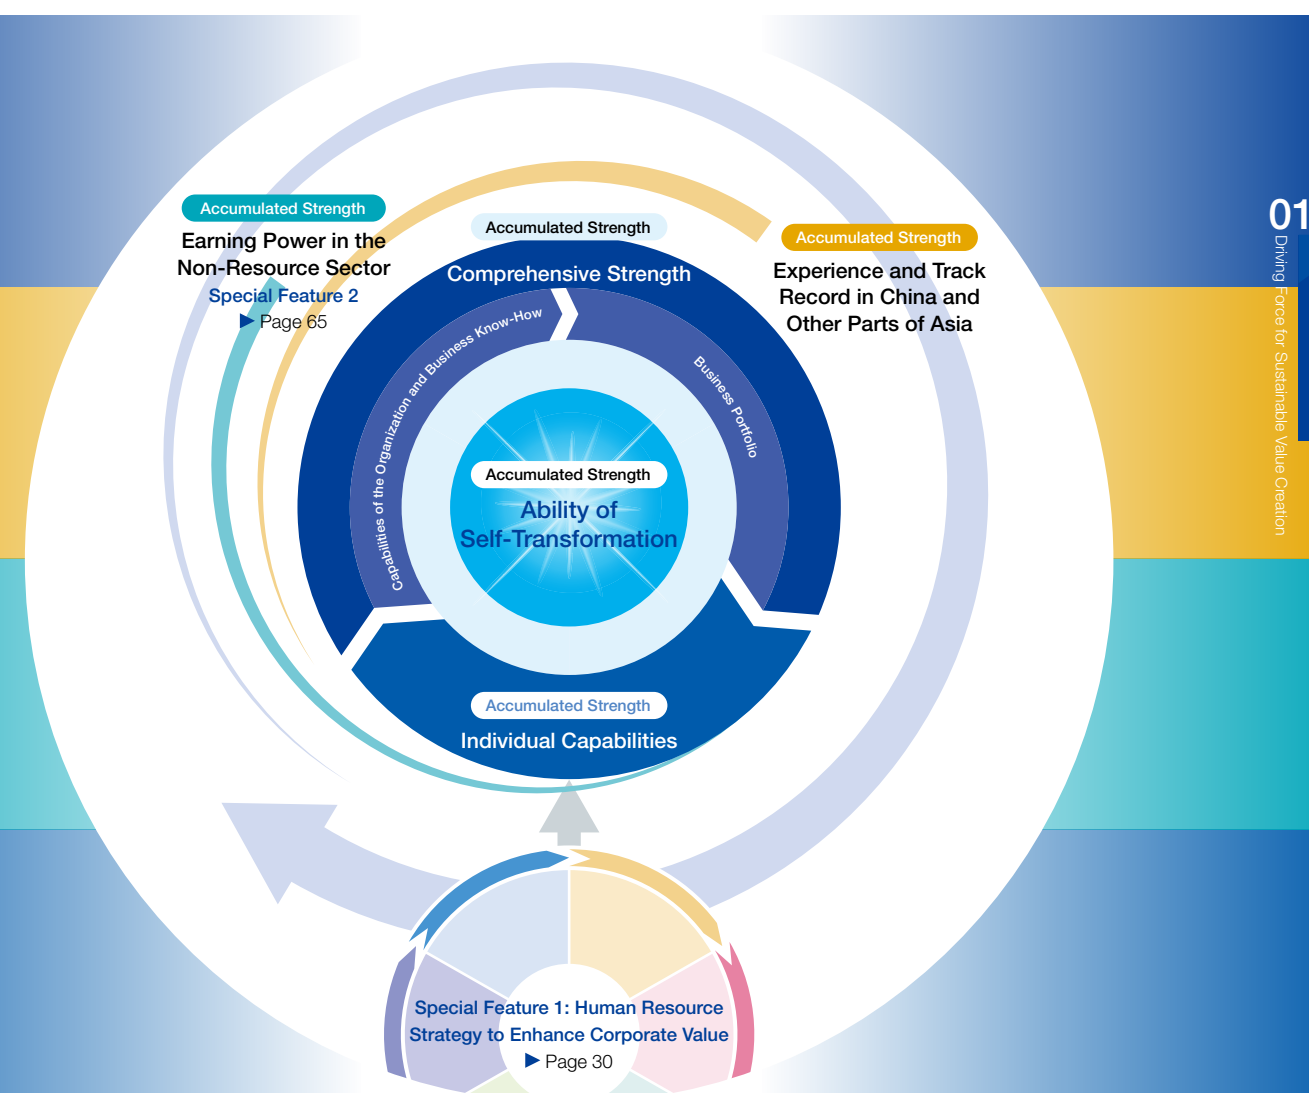 Accumulated Strength
Earning Power in the
Non-Resource Sector
Special Feature 2
▶ Page 65
Accumulated Strength
Comprehensive Strength
Accumulated Strength
Experience and Track
Record in China and
Other Parts of Asia
Capabilities of the Organization and Business Know-How
Business Portfolio
Accumulated Strength
Ability of
Self-Transformation
Accumulated Strength
Individual Capabilities
Special Feature 1: Human Resource
Strategy to Enhance Corporate Value
▶ Page 30
01
Driving Force for Sustainable Value Creation